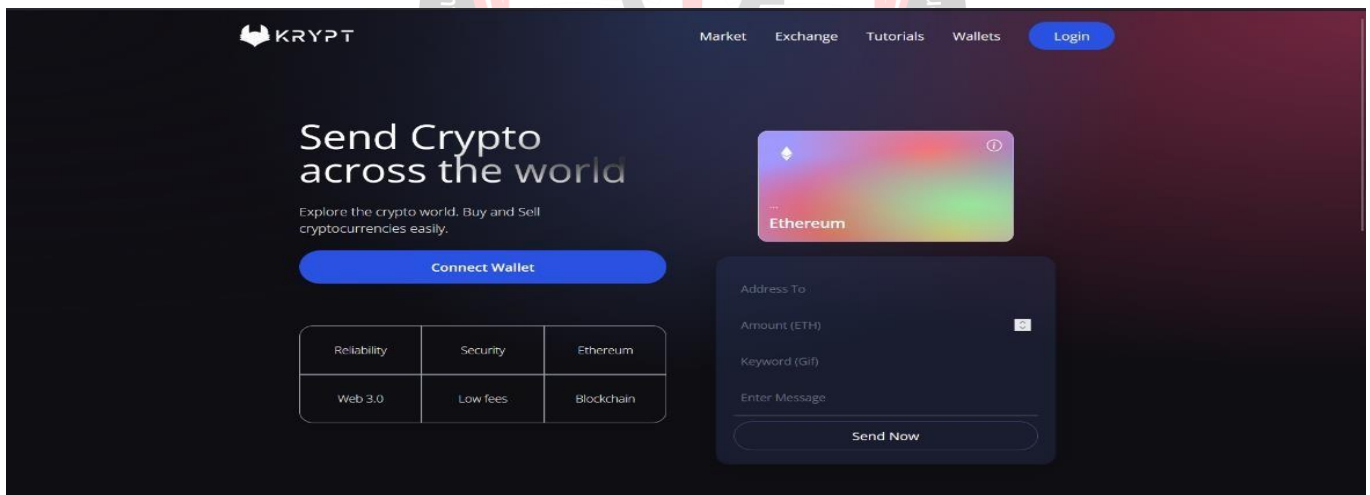 KRYPT
Market Exchange Tutorials Wallets Login
Send Crypto
across the world
Explore the crypto world. Buy and Sell
cryptocurrencies easily.
Connect Wallet
Reliability Security Ethereum
Web 3.0 Low fees Blockchain
...
Ethereum
Address To
Amount (ETH)
Keyword (Gif)
Enter Message
Send Now